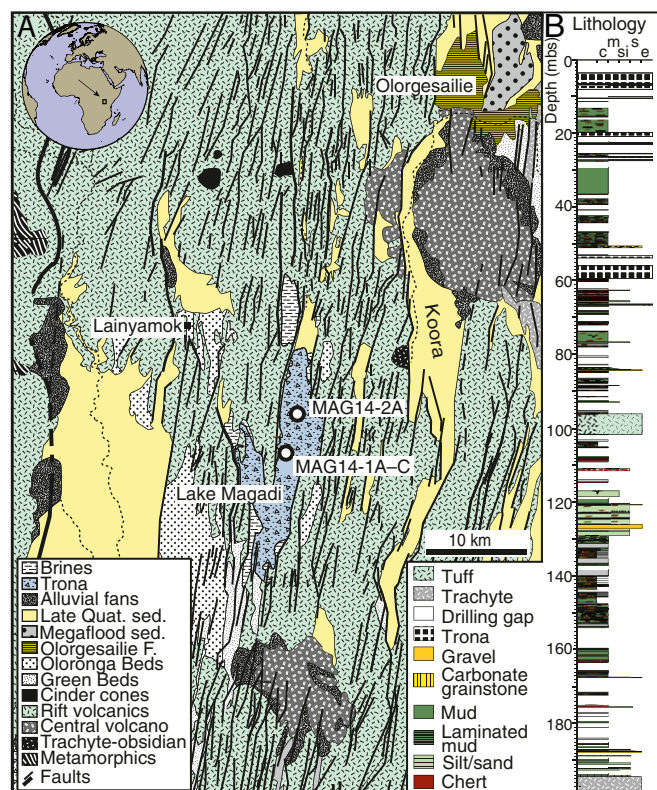 A
B
Lithology
c m si s e
Depth (mbs)
0
20
40
60
80
100
120
140
160
180
Olorgesailie
Koora
Lainyamok
MAG14-2A
MAG14-1A–C
Lake Magadi
10 km
Brines
Trona
Alluvial fans
Late Quat. sed.
Megaflood sed.
Olorgesailie F.
Oloronga Beds
Green Beds
Cinder cones
Rift volcanics
Central volcano
Trachyte-obsidian
Metamorphics
Faults
Tuff
Trachyte
Drilling gap
Trona
Gravel
Carbonate
grainstone
Mud
Laminated
mud
Silt/sand
Chert